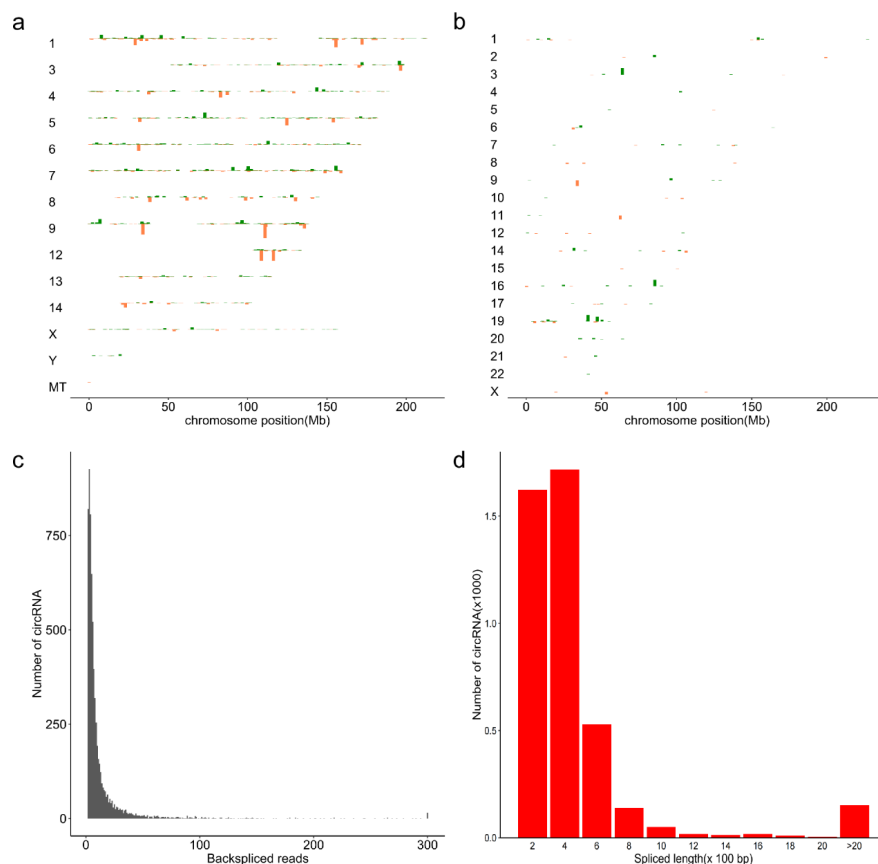 a
1
3
4
5
6
7
8
9
12
13
14
X
Y
MT
0 50 100 150 200
chromosome position(Mb)
b
1
2
3
4
5
6
7
8
9
10
11
12
14
15
16
17
19
20
21
22
X
0 50 100 150 200
chromosome position(Mb)
c
Number of circRNA
750
500
250
0
0 100 200 300
Backspliced reads
d
Number of circRNA(x1000)
1.5
1.0
0.5
0.0
2 4 6 8 10 12 14 16 18 20 >20
Spliced length(x 100 bp)